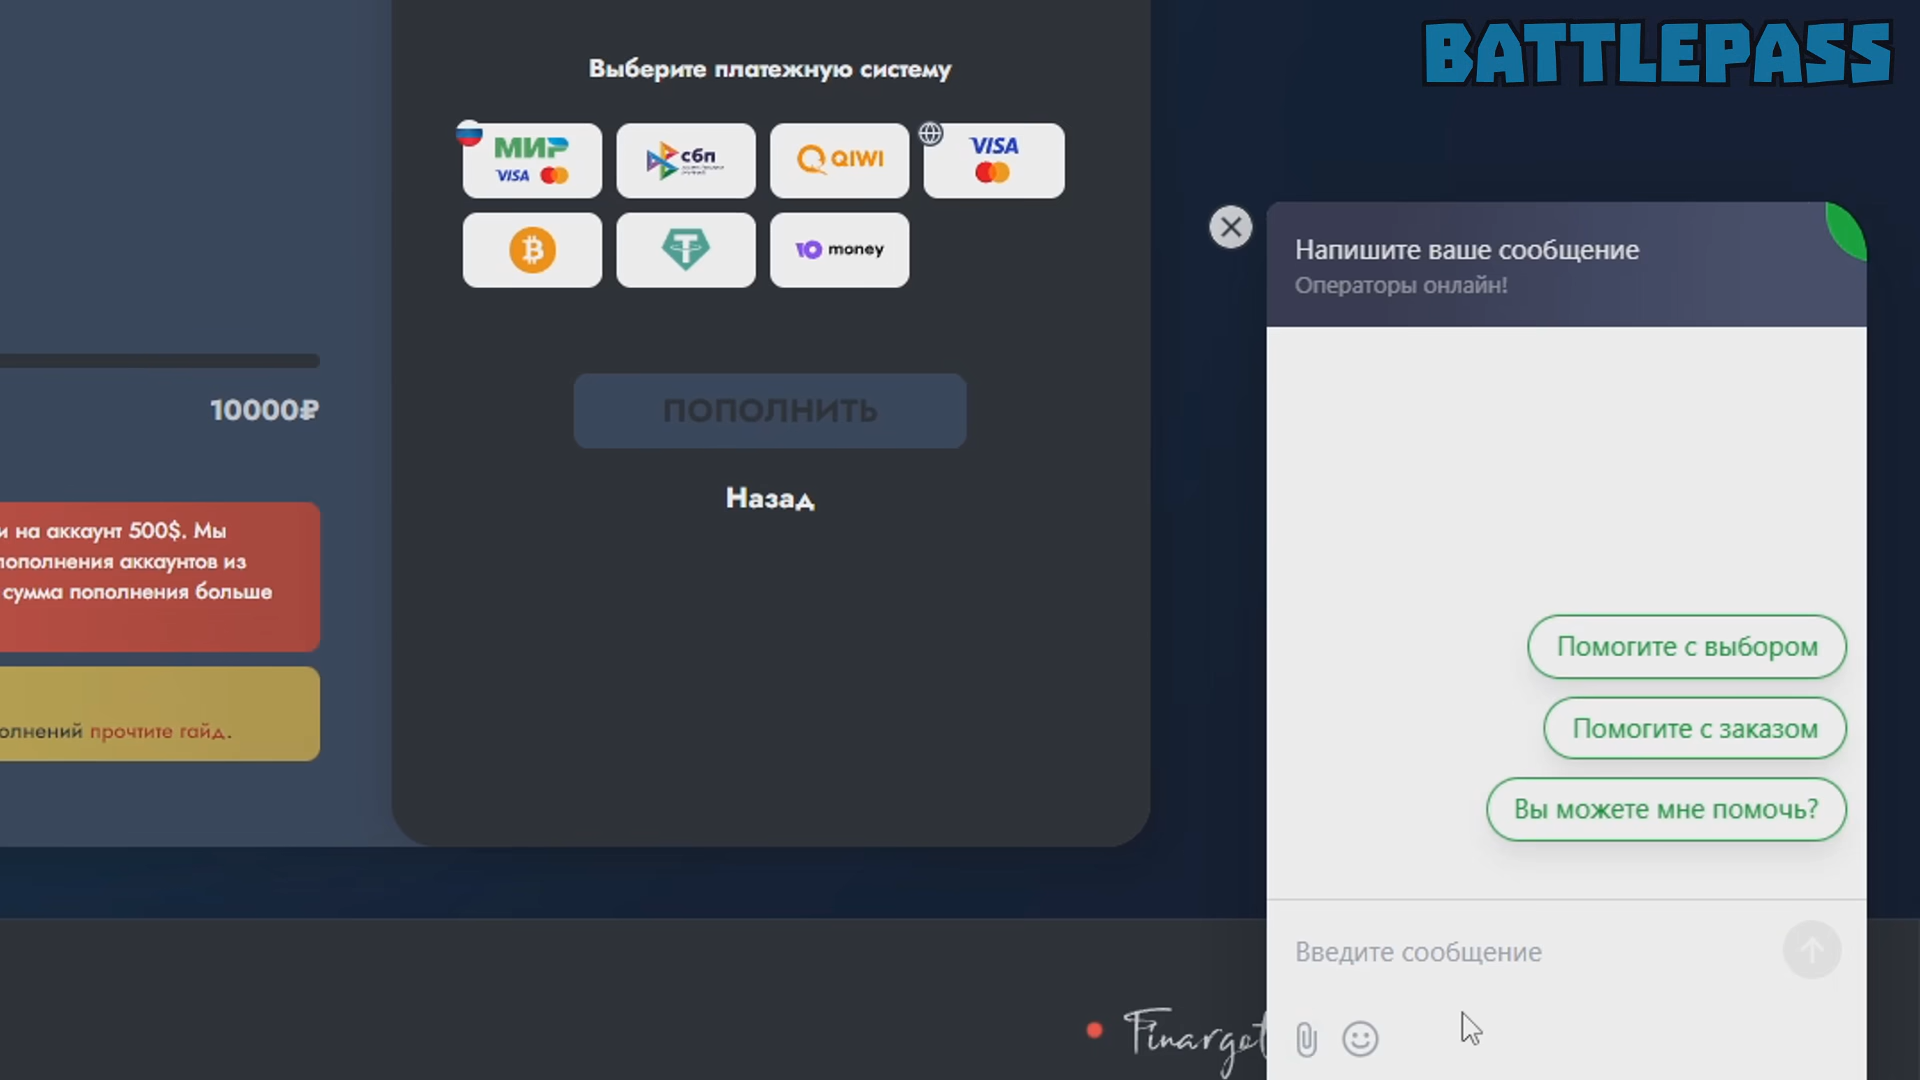 BATTLEPASS
Выберите платежную систему
МИР
VISA
сбп
QIWI
VISA
money
ПОПОЛНИТЬ
Назад
10000₽
и на аккаунт 500$. Мы
пополнения аккаунтов из
сумма пополнения больше
олнений прочтите гайд.
Напишите ваше сообщение
Операторы онлайн!
Помогите с выбором
Помогите с заказом
Вы можете мне помочь?
Введите сообщение
Finargot